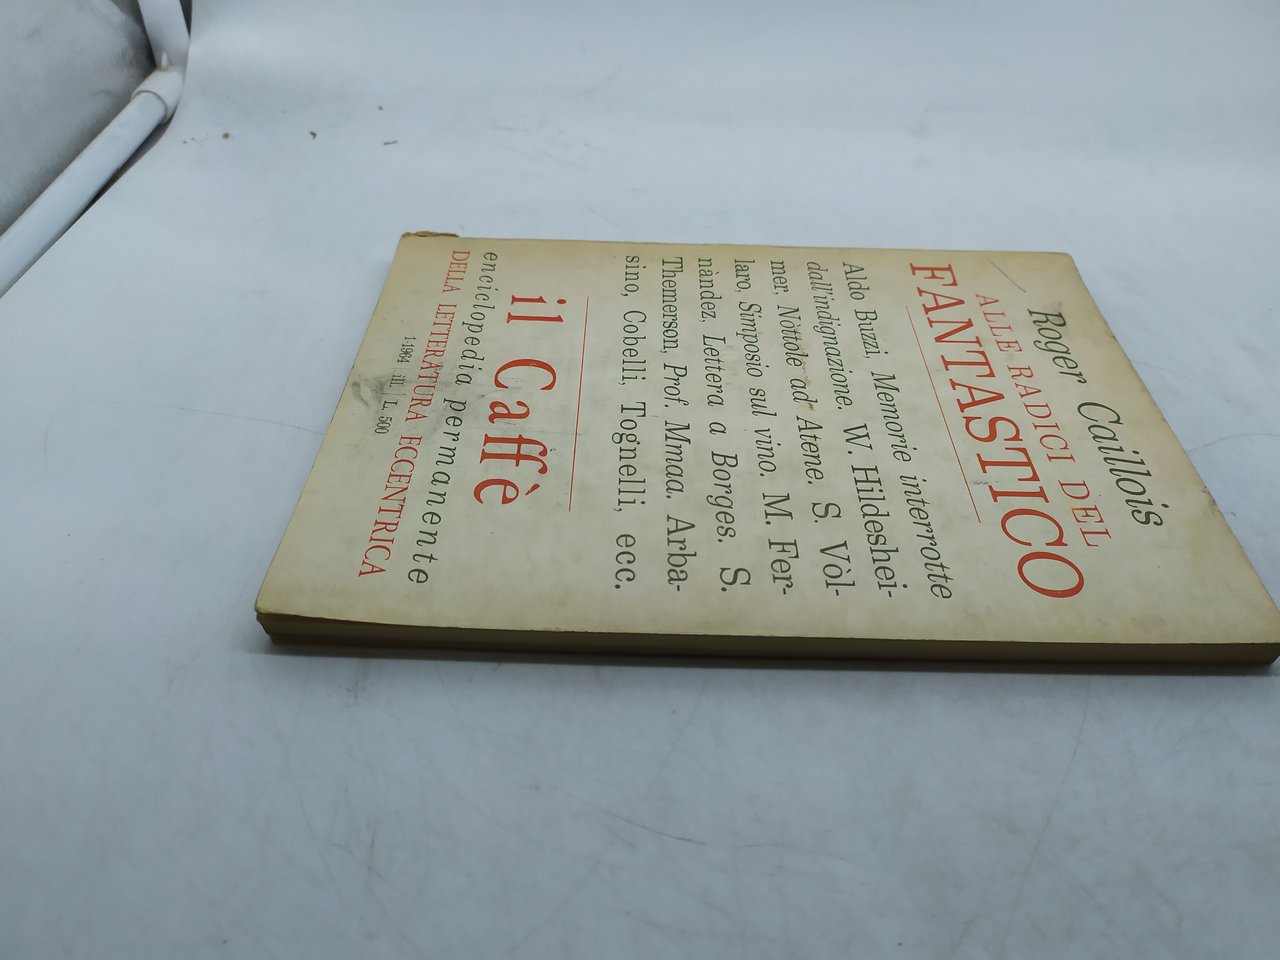 Roger Caillois
ALLE RADICI DEL
FANTASTICO
Aldo Buzzi, Memorie interrotte
dall'indignazione. W. Hildeshei-
mer, Nòttole ad Atene. S. Vòl-
laro, Simposio sul vino. M. Fer-
nàndez, Lettera a Borges. S.
Themerson, Prof. Mmaa. Arba-
sino, Cobelli, Tognelli, ecc.
il Caffè
enciclopedia permanente
DELLA LETTERATURA ECCENTRICA
1-1964 ill L. 500